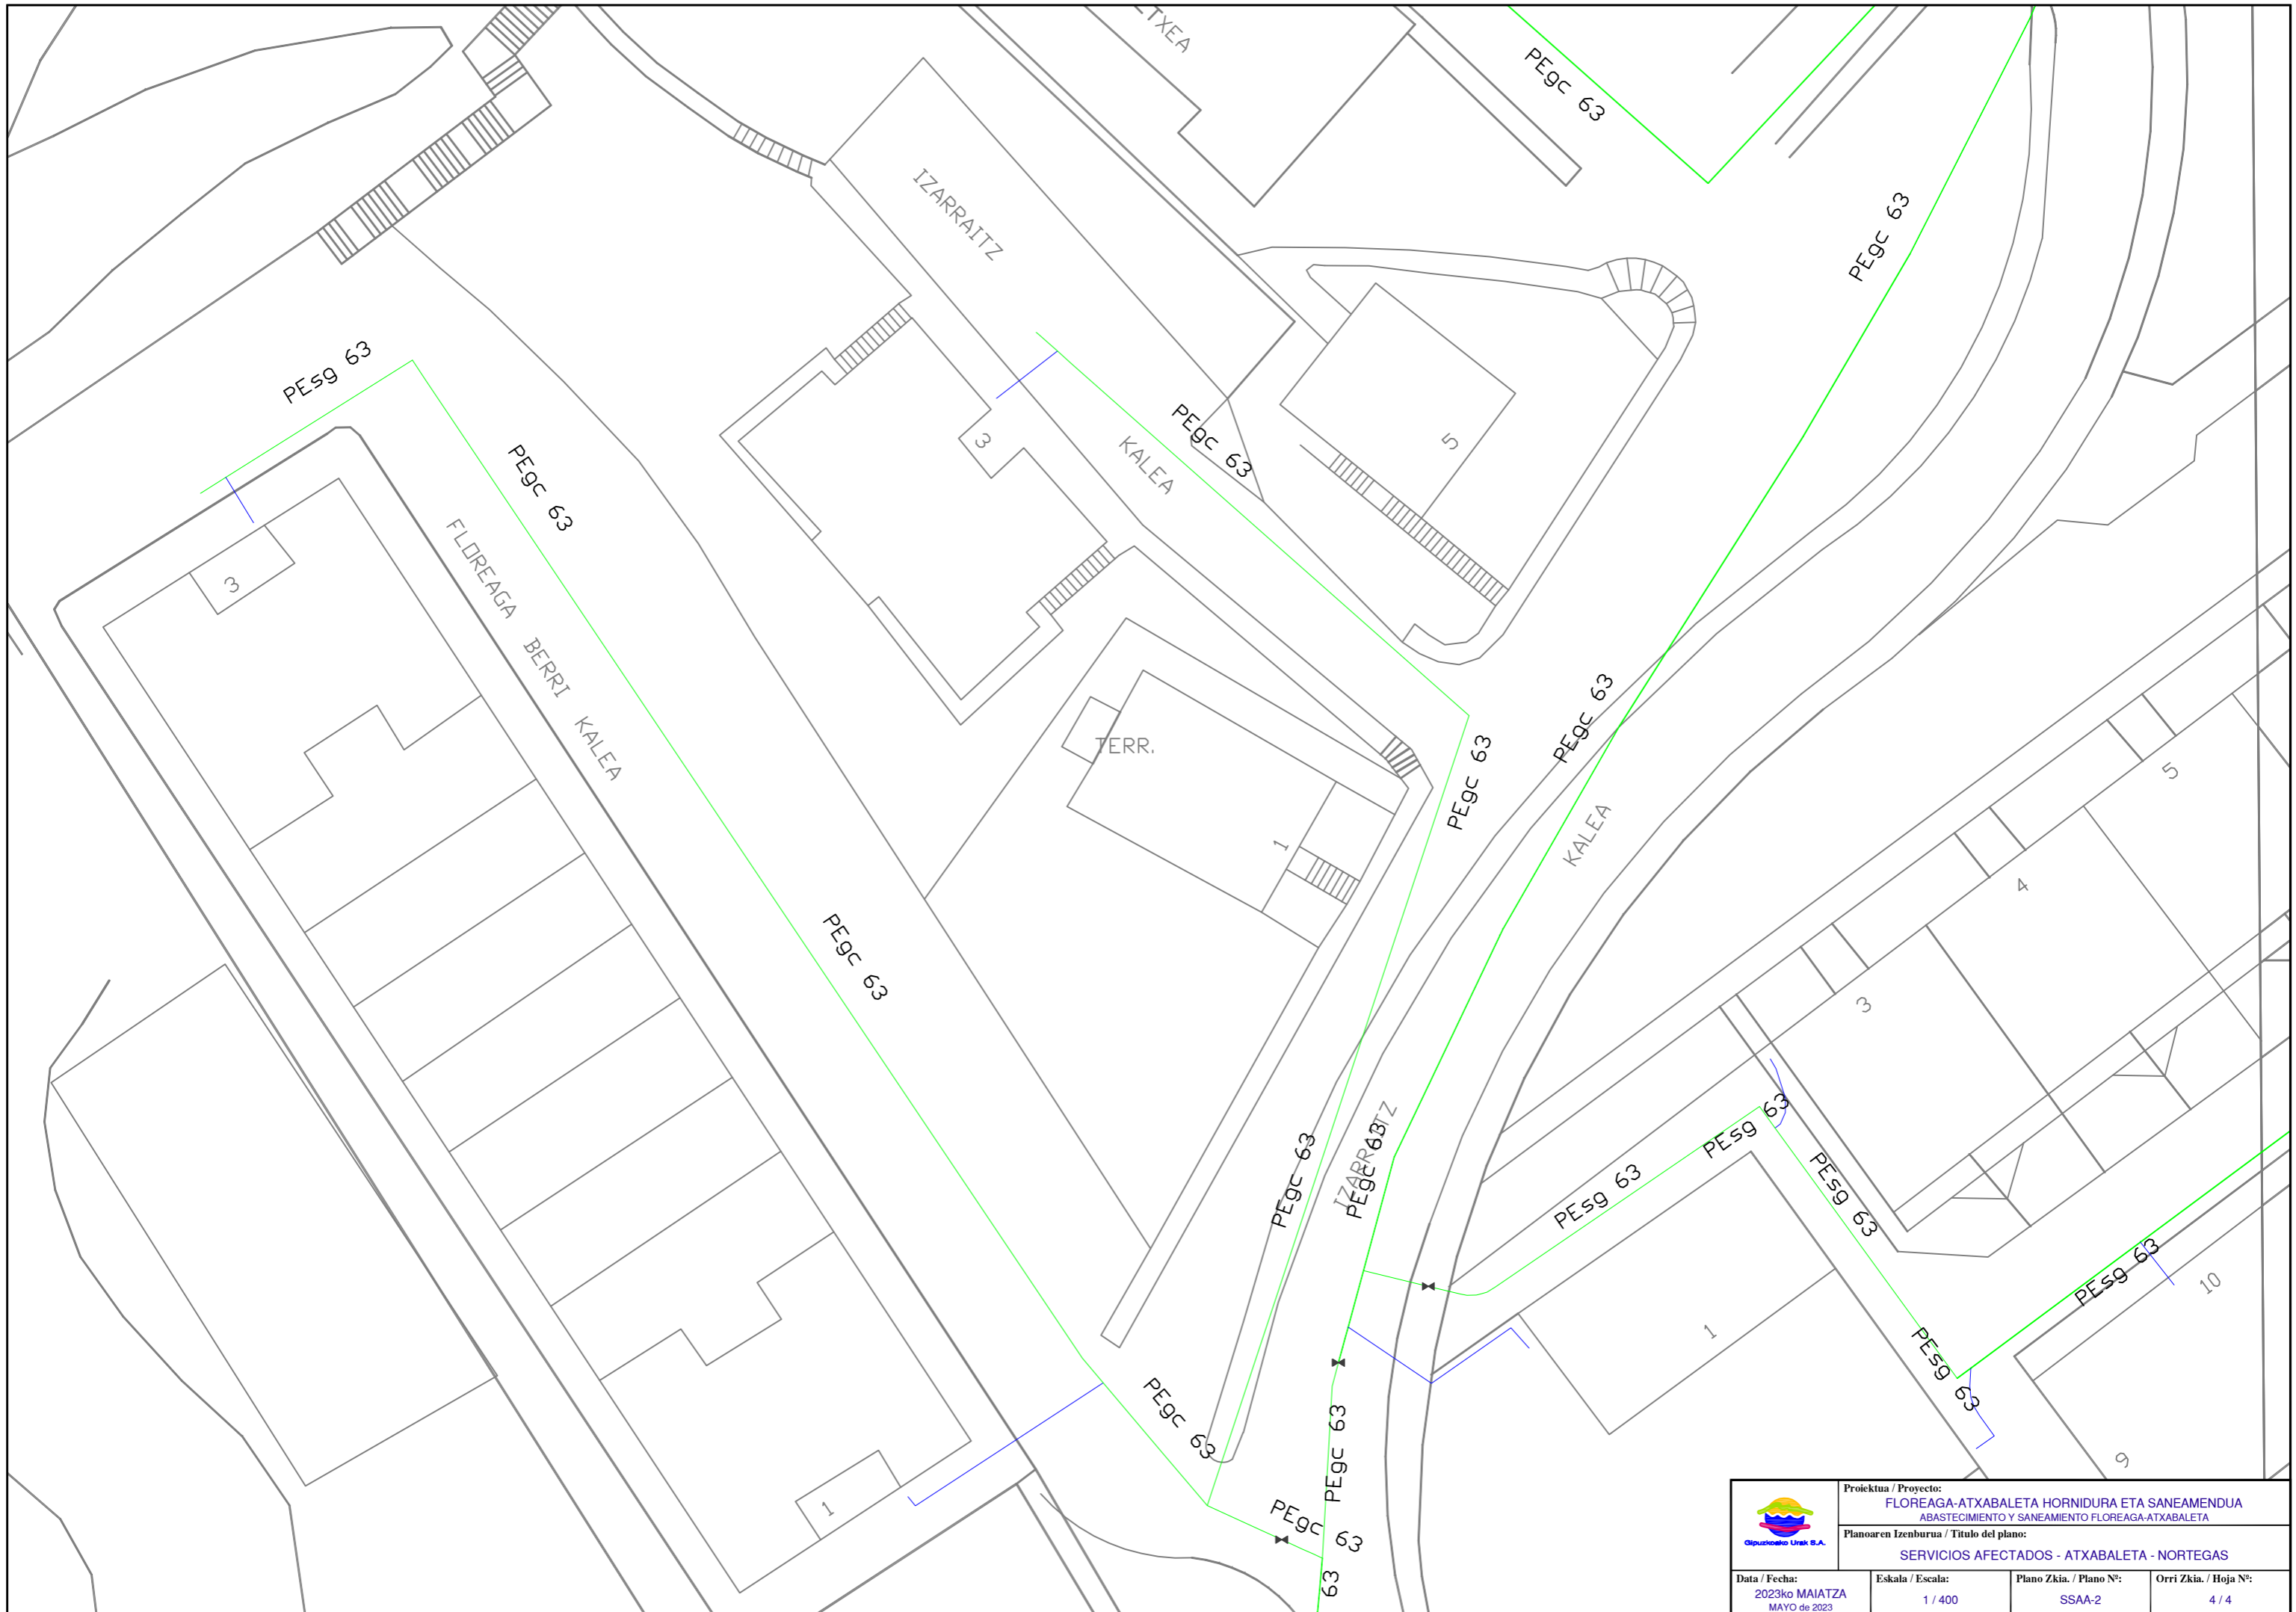 TXEA
PEgc 63
PEgc 63
IZARRAITZ
PEsg 63
PEgc 63
PEgc 63
KALEA
3
5
3
FLOREAGA BERRI KALEA
PEgc 63
PEgc 63
TERR.
1
KALEA
5
4
3
PEgc 63
PEgc 63
IZARRAITZ
PEgc 63
PEsg 63
PEsg 63
PEsg 63
PEsg 63
10
1
PEsg 63
PEgc 63
PEgc 63
9
1
PEgc 63
63
Proiektua / Proyecto:
FLOREAGA-ATXABALETA HORNIDURA ETA SANEAMENDUA
ABASTECIMIENTO Y SANEAMIENTO FLOREAGA-ATXABALETA
Planoaren Izenburua / Titulo del plano:
SERVICIOS AFECTADOS - ATXABALETA - NORTEGAS
Gipuzkoako Urak S.A.
Data / Fecha:
2023ko MAIATZA
MAYO de 2023
Eskala / Escala:
1 / 400
Plano Zkia. / Plano Nº:
SSAA-2
Orri Zkia. / Hoja Nº:
4 / 4